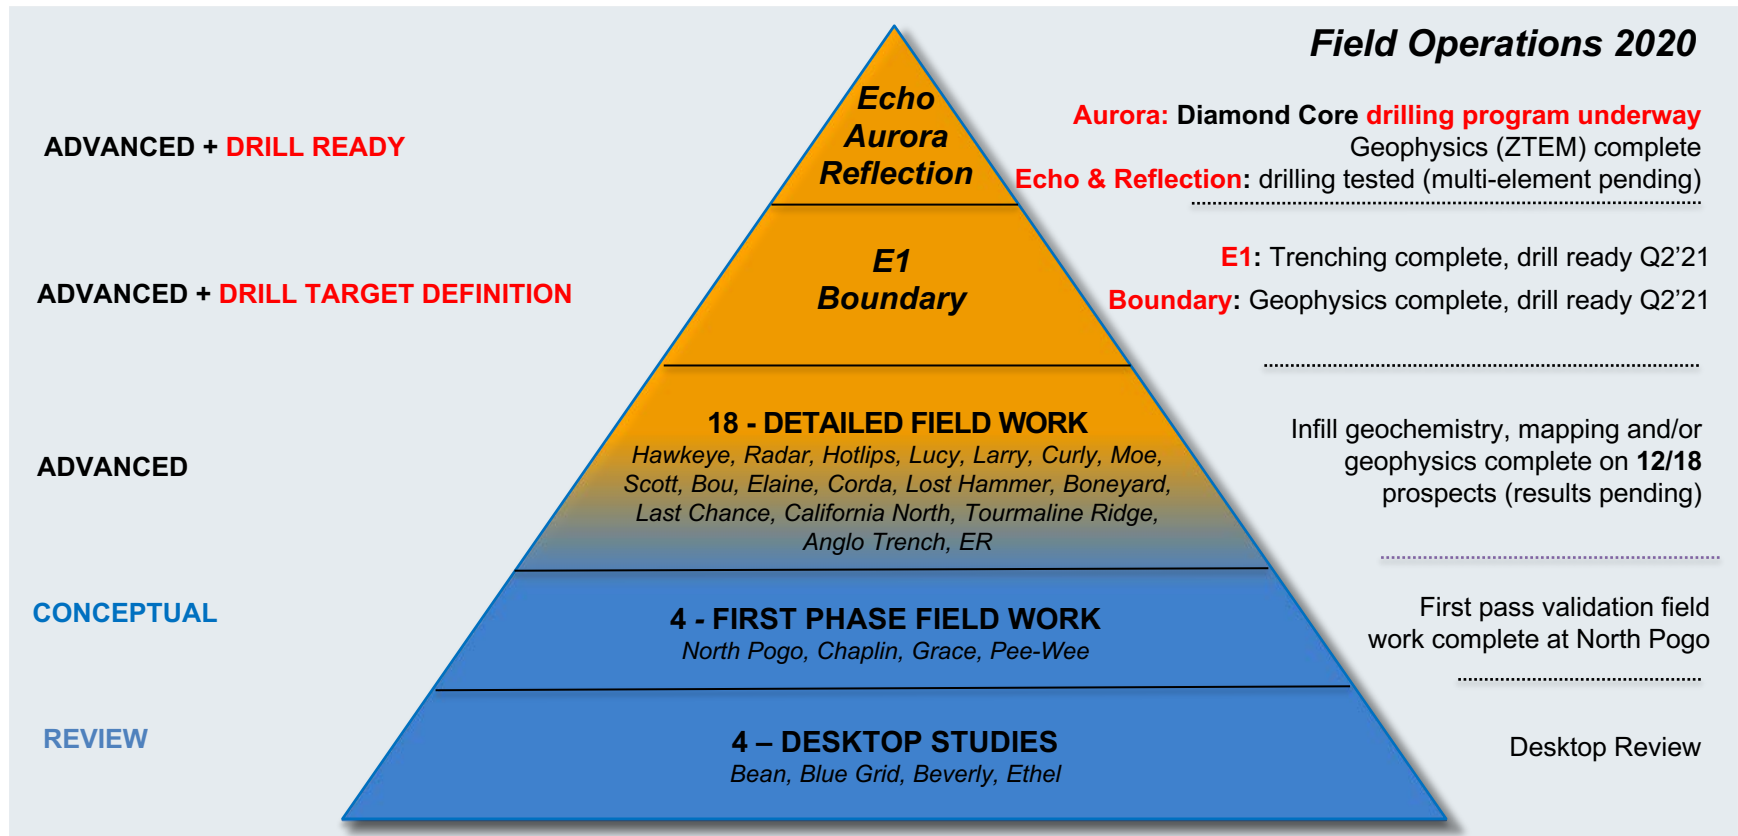 Field Operations 2020
ADVANCED + DRILL READY
Echo
Aurora
Reflection
Aurora: Diamond Core drilling program underway
Geophysics (ZTEM) complete
Echo & Reflection: drilling tested (multi-element pending)
ADVANCED + DRILL TARGET DEFINITION
E1
Boundary
E1: Trenching complete, drill ready Q2’21
Boundary: Geophysics complete, drill ready Q2’21
ADVANCED
18 - DETAILED FIELD WORK
Hawkeye, Radar, Hotlips, Lucy, Larry, Curly, Moe,
Scott, Bou, Elaine, Corda, Lost Hammer, Boneyard,
Last Chance, California North, Tourmaline Ridge,
Anglo Trench, ER
Infill geochemistry, mapping and/or
geophysics complete on 12/18
prospects (results pending)
CONCEPTUAL
4 - FIRST PHASE FIELD WORK
North Pogo, Chaplin, Grace, Pee-Wee
First pass validation field
work complete at North Pogo
REVIEW
4 – DESKTOP STUDIES
Bean, Blue Grid, Beverly, Ethel
Desktop Review